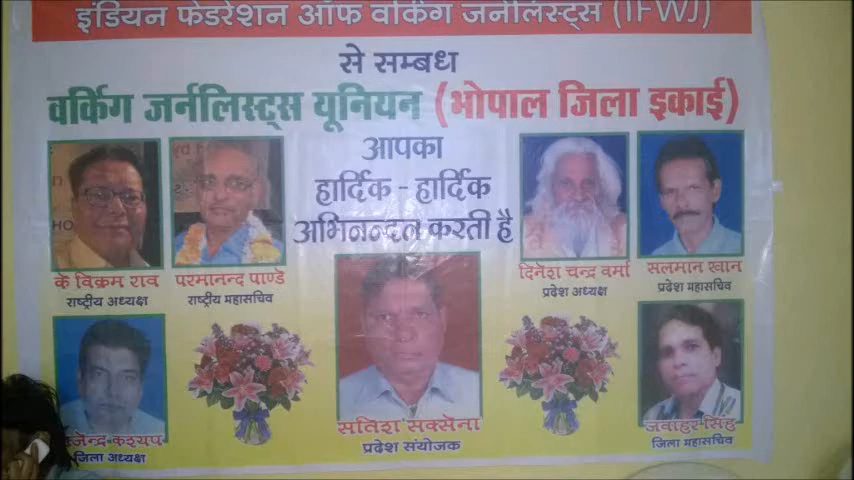 इंडियन फेडरेशन ऑफ वर्किंग जर्नलिस्ट्स (IFWJ)
से सम्बध
वर्किग जर्नलिस्ट्स यूनियन (भोपाल जिला इकाई)
आपका
हार्दिक - हार्दिक
अभिनन्दन करती है
के विक्रम राव
राष्ट्रीय अध्यक्ष
परमानन्द पाण्डे
राष्ट्रीय महासचिव
दिनेश चन्द्र वर्मा
प्रदेश अध्यक्ष
सलमान खान
प्रदेश महासचिव
कश्यप
जिला अध्यक्ष
सतिश सक्सेना
प्रदेश संयोजक
जवाहर सिंह
जिला महासचिव